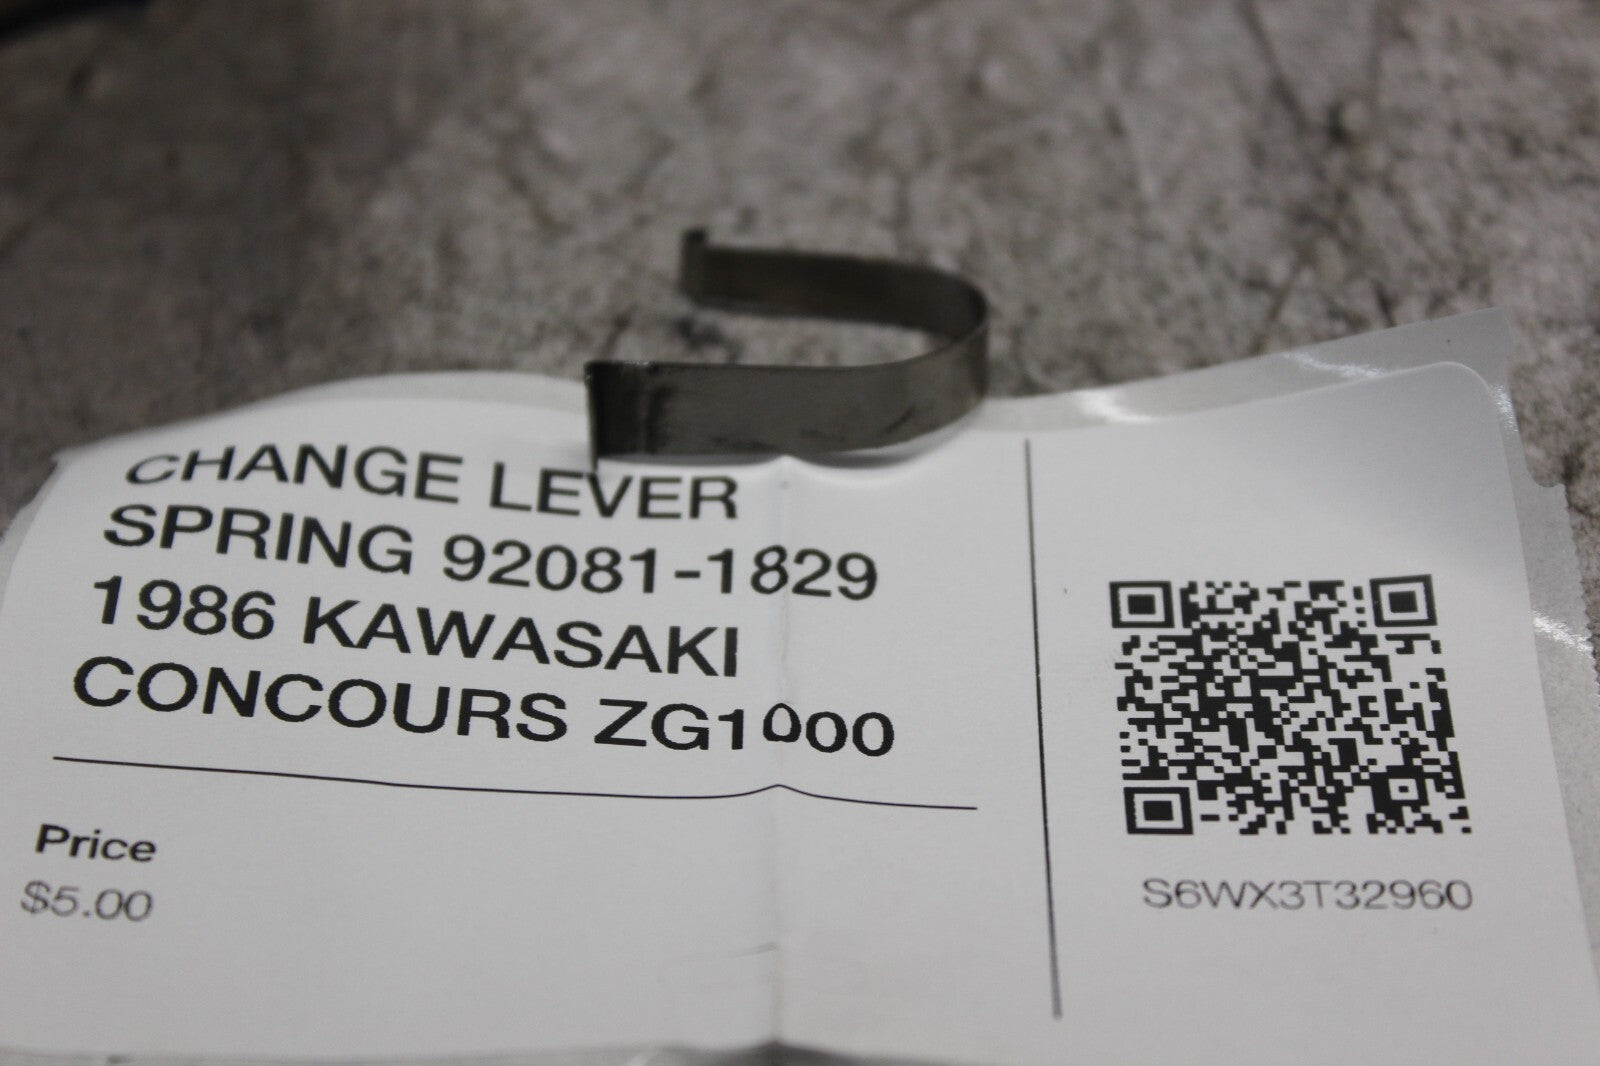 CHANGE LEVER
SPRING 92081-1829
1986 KAWASAKI
CONCOURS ZG1000
Price
$5.00
S6WX3T32960